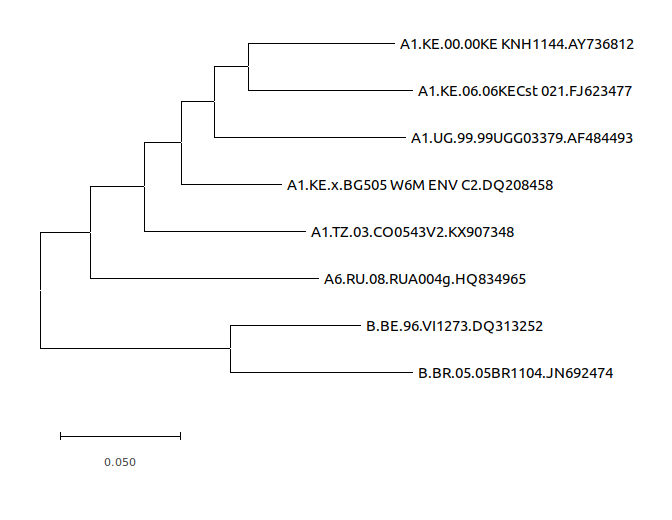 A1.KE.00.00KE KNH1144.AY736812
A1.KE.06.06KECst 021.FJ623477
A1.UG.99.99UGG03379.AF484493
A1.KE.x.BG505 W6M ENV C2.DQ208458
A1.TZ.03.CO0543V2.KX907348
A6.RU.08.RUA004g.HQ834965
B.BE.96.VI1273.DQ313252
B.BR.05.05BR1104.JN692474
0.050